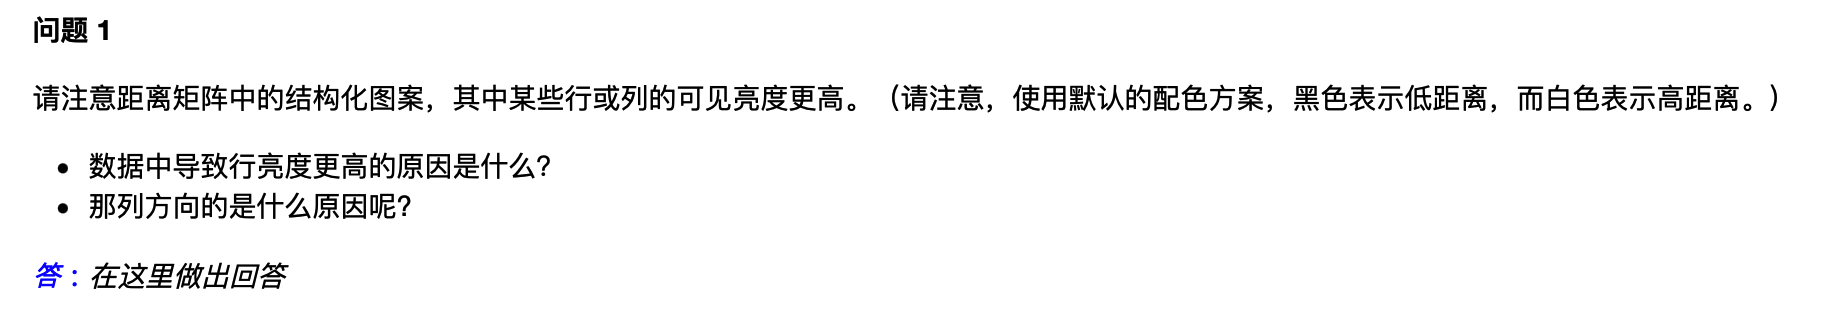 问题 1
请注意距离矩阵中的结构化图案，其中某些行或列的可见亮度更高。（请注意，使用默认的配色方案，黑色表示低距离，而白色表示高距离。）
• 数据中导致行亮度更高的原因是什么？
• 那列方向的是什么原因呢？
答：在这里做出回答